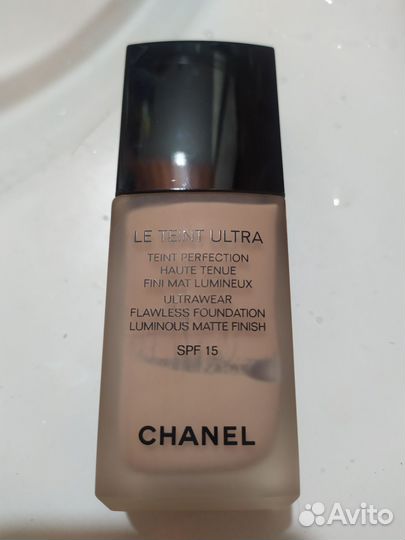 LE TEINT ULTRA
TEINT PERFECTION
HAUTE TENUE
FINI MAT LUMINEUX
ULTRAWEAR
FLAWLESS FOUNDATION
LUMINOUS MATTE FINISH
SPF 15
CHANEL
Avito